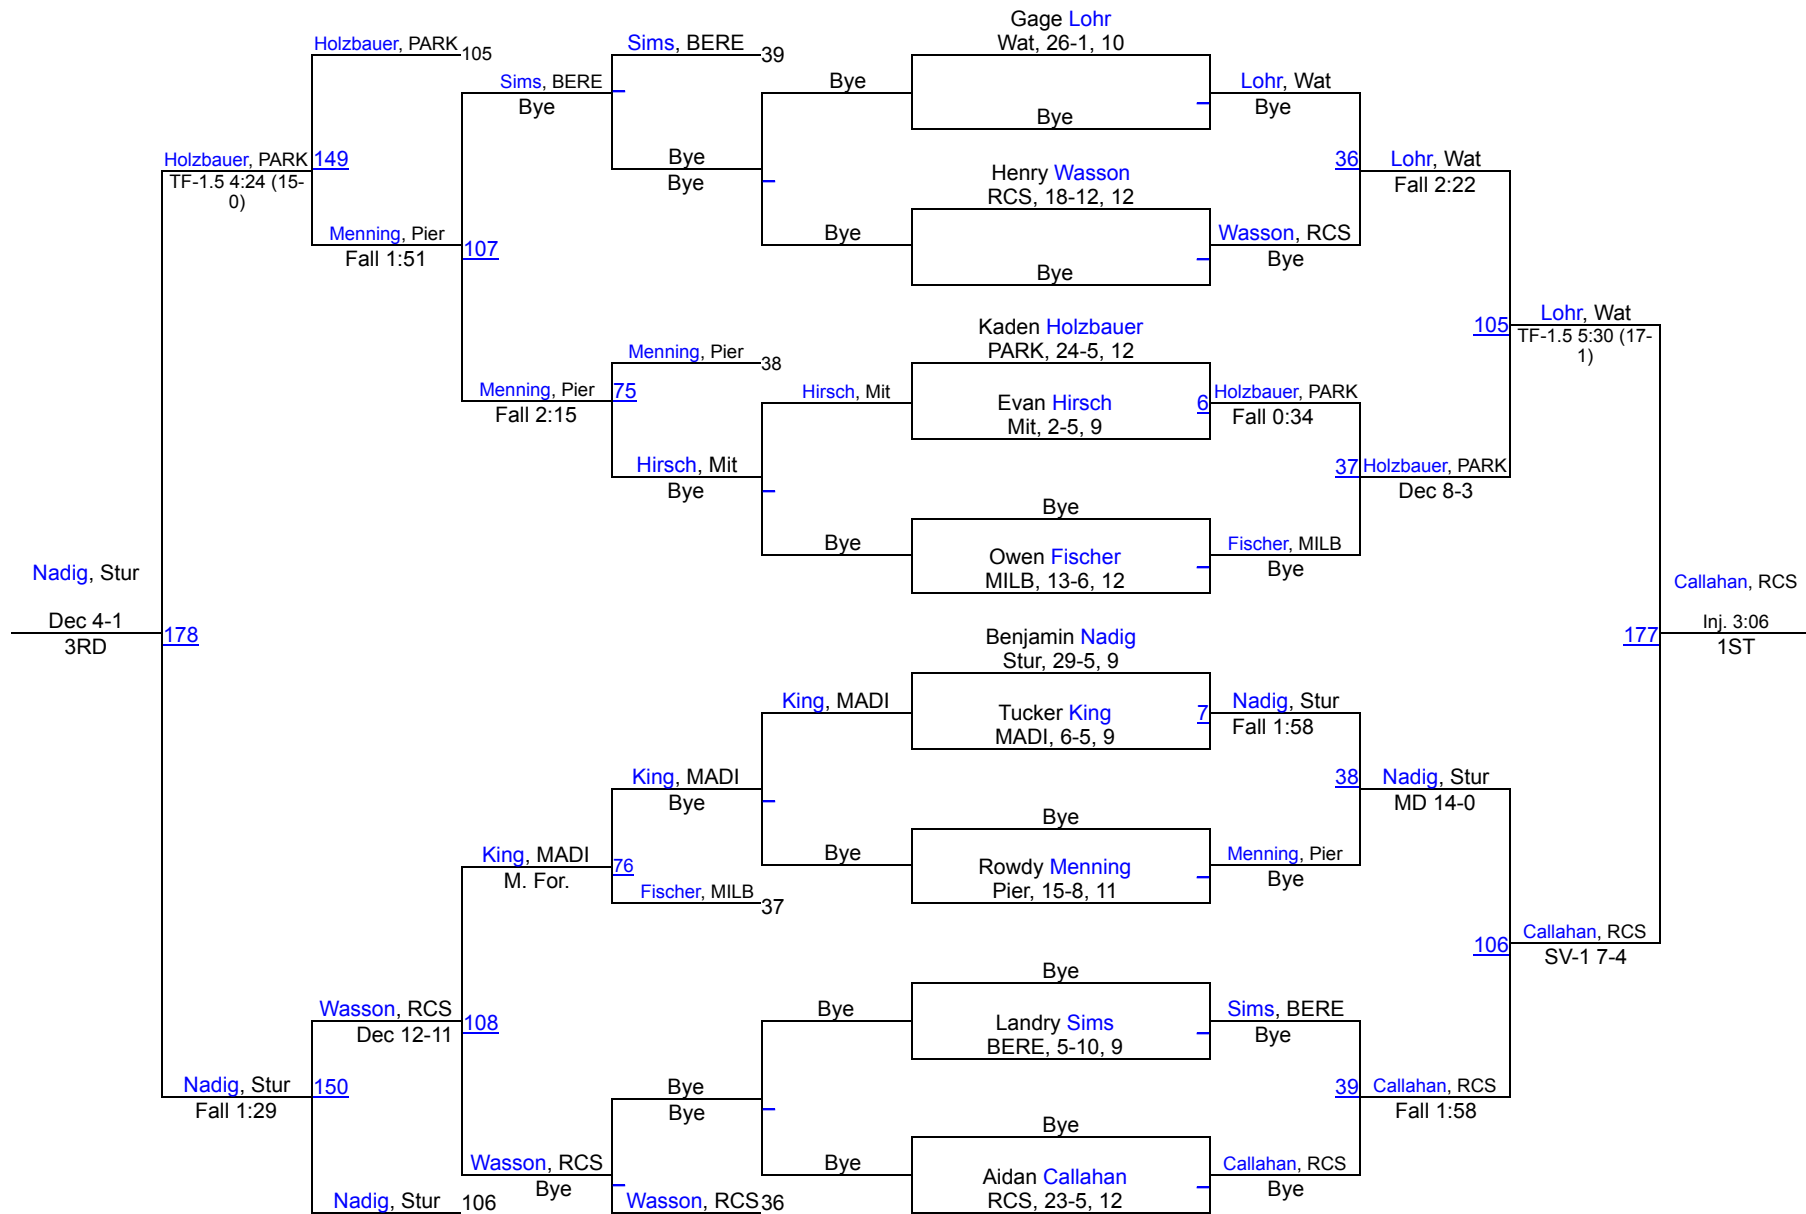 Gage Lohr
Wat, 26-1, 10
Holzbauer, PARK 105
Sims, BERE 39
Sims, BERE
Bye
Bye
Lohr, Wat
Bye
Bye
Holzbauer, PARK 149
TF-1.5 4:24 (15-
0)
Bye
Bye
Henry Wasson
RCS, 18-12, 12
36 Lohr, Wat
Fall 2:22
Menning, Pier
Fall 1:51
107
Bye
Wasson, RCS
Bye
Bye
Kaden Holzbauer
PARK, 24-5, 12
105 Lohr, Wat
TF-1.5 5:30 (17-
1)
Menning, Pier 38
Menning, Pier 75
Fall 2:15
Hirsch, Mit
Evan Hirsch
Mit, 2-5, 9
6 Holzbauer, PARK
Fall 0:34
Hirsch, Mit
Bye
37 Holzbauer, PARK
Dec 8-3
Bye
Bye
Owen Fischer
MILB, 13-6, 12
Fischer, MILB
Bye
Nadig, Stur
Dec 4-1
3RD
178
Callahan, RCS
177
Inj. 3:06
1ST
Benjamin Nadig
Stur, 29-5, 9
King, MADI
Tucker King
MADI, 6-5, 9
7 Nadig, Stur
Fall 1:58
King, MADI
Bye
38 Nadig, Stur
MD 14-0
Bye
King, MADI 76
M. For.
Bye
Rowdy Menning
Pier, 15-8, 11
Menning, Pier
Bye
Fischer, MILB 37
106 Callahan, RCS
SV-1 7-4
Bye
Wasson, RCS 108
Dec 12-11
Bye
Landry Sims
BERE, 5-10, 9
Sims, BERE
Bye
Nadig, Stur 150
Fall 1:29
Bye
Bye
39 Callahan, RCS
Fall 1:58
Bye
Wasson, RCS
Bye
Bye
Aidan Callahan
RCS, 23-5, 12
Callahan, RCS
Bye
Nadig, Stur 106
Wasson, RCS 36